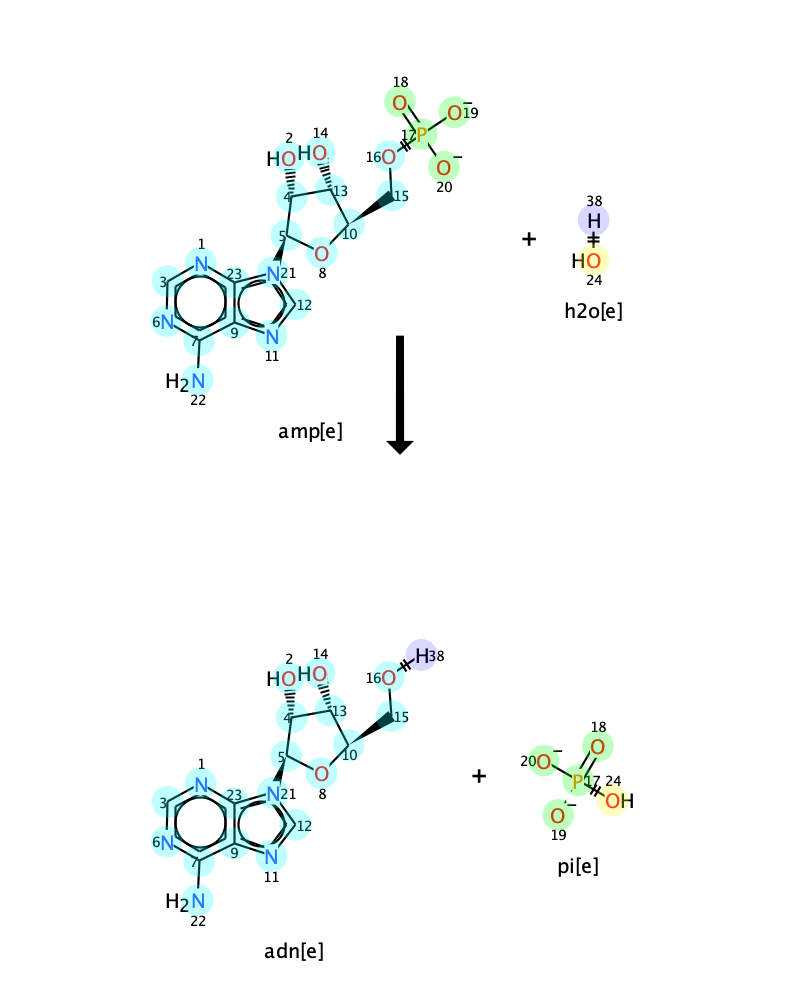 18
17 P
O
O− 19
2
14
HO
HO
16 O
O−
20
4
13
15
38
H
5
10
+
1
O
HO
N
8
24
3
23
N 21
h2o[e]
12
6 N
9
N
7
11
H2N
22
amp[e]
2
14
H 38
HO
HO
16 O
4
13
15
18
5
10
20 O−
O
1
O
+
N
8
P 17
24
3
23
N 21
OH
12
O−
6 N
9
N
19
7
11
pi[e]
H2N
22
adn[e]